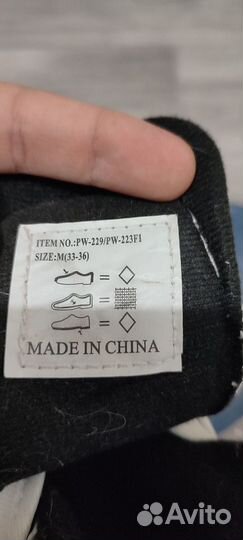 ITEM NO.:PW-229/PW-223F1
SIZE:M(33-36)
=
=
=
MADE IN CHINA
Avito